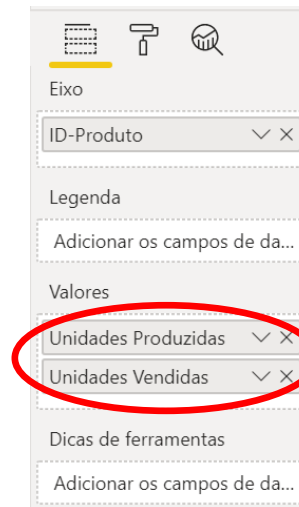 Eixo
ID-Produto
Legenda
Adicionar os campos de da...
Valores
Unidades Produzidas
Unidades Vendidas
Dicas de ferramentas
Adicionar os campos de da...